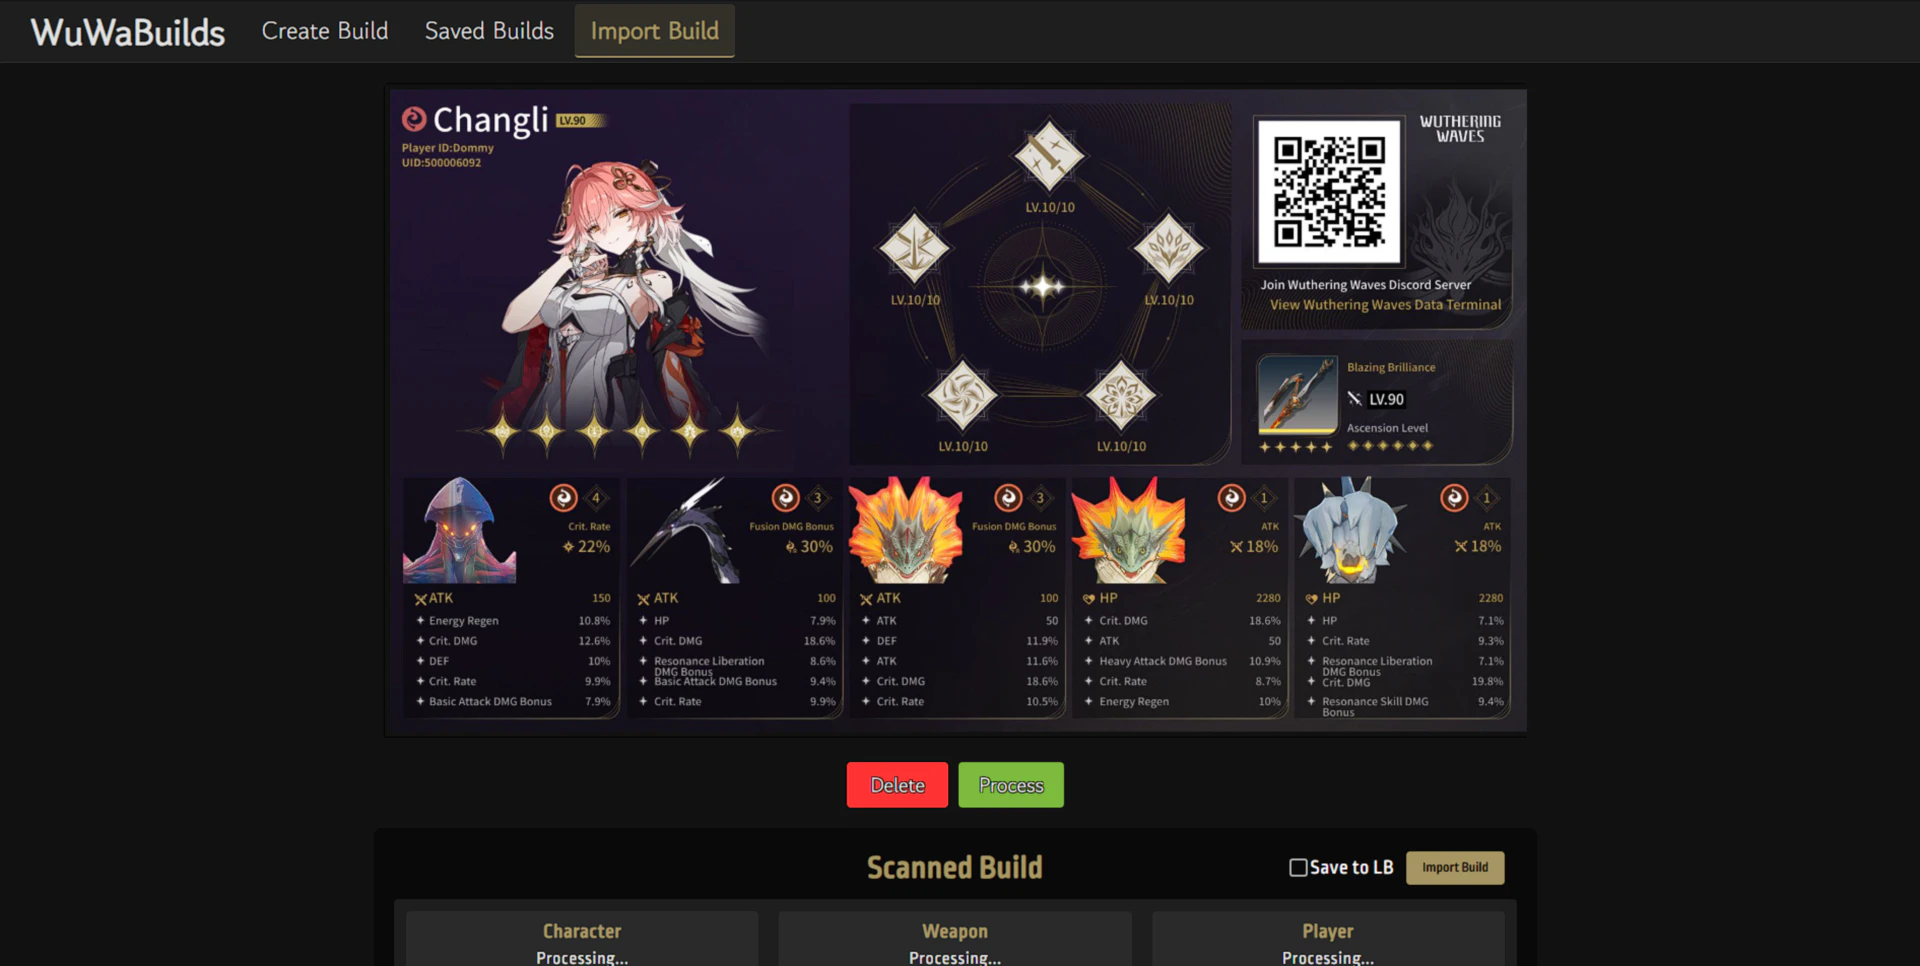 WuWaBuilds
Create Build
Saved Builds
Import Build
Changli LV.90
Player ID:Dommy
UID:500006092
LV.10/10
LV.10/10
LV.10/10
LV.10/10
LV.10/10
WUTHERING
WAVES
Join Wuthering Waves Discord Server
View Wuthering Waves Data Terminal
Blazing Brilliance
LV.90
Ascension Level
4
Crit. Rate
22%
ATK 150
Energy Regen 10.8%
Crit. DMG 12.6%
DEF 10%
Crit. Rate 9.9%
Basic Attack DMG Bonus 7.9%
3
Fusion DMG Bonus
30%
ATK 100
HP 7.9%
Crit. DMG 18.6%
Resonance Liberation 8.6%
DMG Bonus
Basic Attack DMG Bonus 9.4%
Crit. Rate 9.9%
3
Fusion DMG Bonus
30%
ATK 100
ATK 50
DEF 11.9%
ATK 11.6%
Crit. DMG 18.6%
Crit. Rate 10.5%
1
ATK
18%
HP 2280
Crit. DMG 18.6%
ATK 50
Heavy Attack DMG Bonus 10.9%
Crit. Rate 8.7%
Energy Regen 10%
1
ATK
18%
HP 2280
HP 7.1%
Crit. Rate 9.3%
Resonance Liberation 7.1%
DMG Bonus
Crit. DMG 19.8%
Resonance Skill DMG 9.4%
Bonus
Delete
Process
Scanned Build
Save to LB
Import Build
Character
Processing...
Weapon
Processing...
Player
Processing...